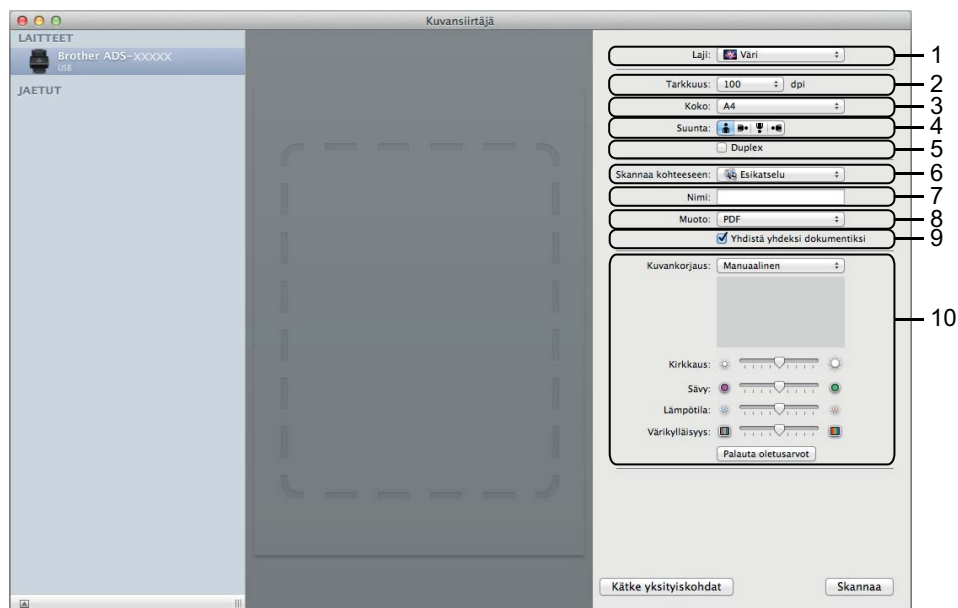 Kuvansiirtäjä
LAITTEET
Brother ADS-XXXXX
USB
JAETUT
Laji: Väri 1
Tarkkuus: 100 dpi 2
Koko: A4 3
Suunta: 4
Duplex 5
Skannaa kohteeseen: Esikatselu 6
Nimi: 7
Muoto: PDF 8
Yhdistä yhdeksi dokumentiksi 9
Kuvankorjaus: Manuaalinen
10
Kirkkaus:
Sävy:
Lämpötila:
Värikylläisyys:
Palauta oletusarvot
Kätke yksityiskohdat Skannaa